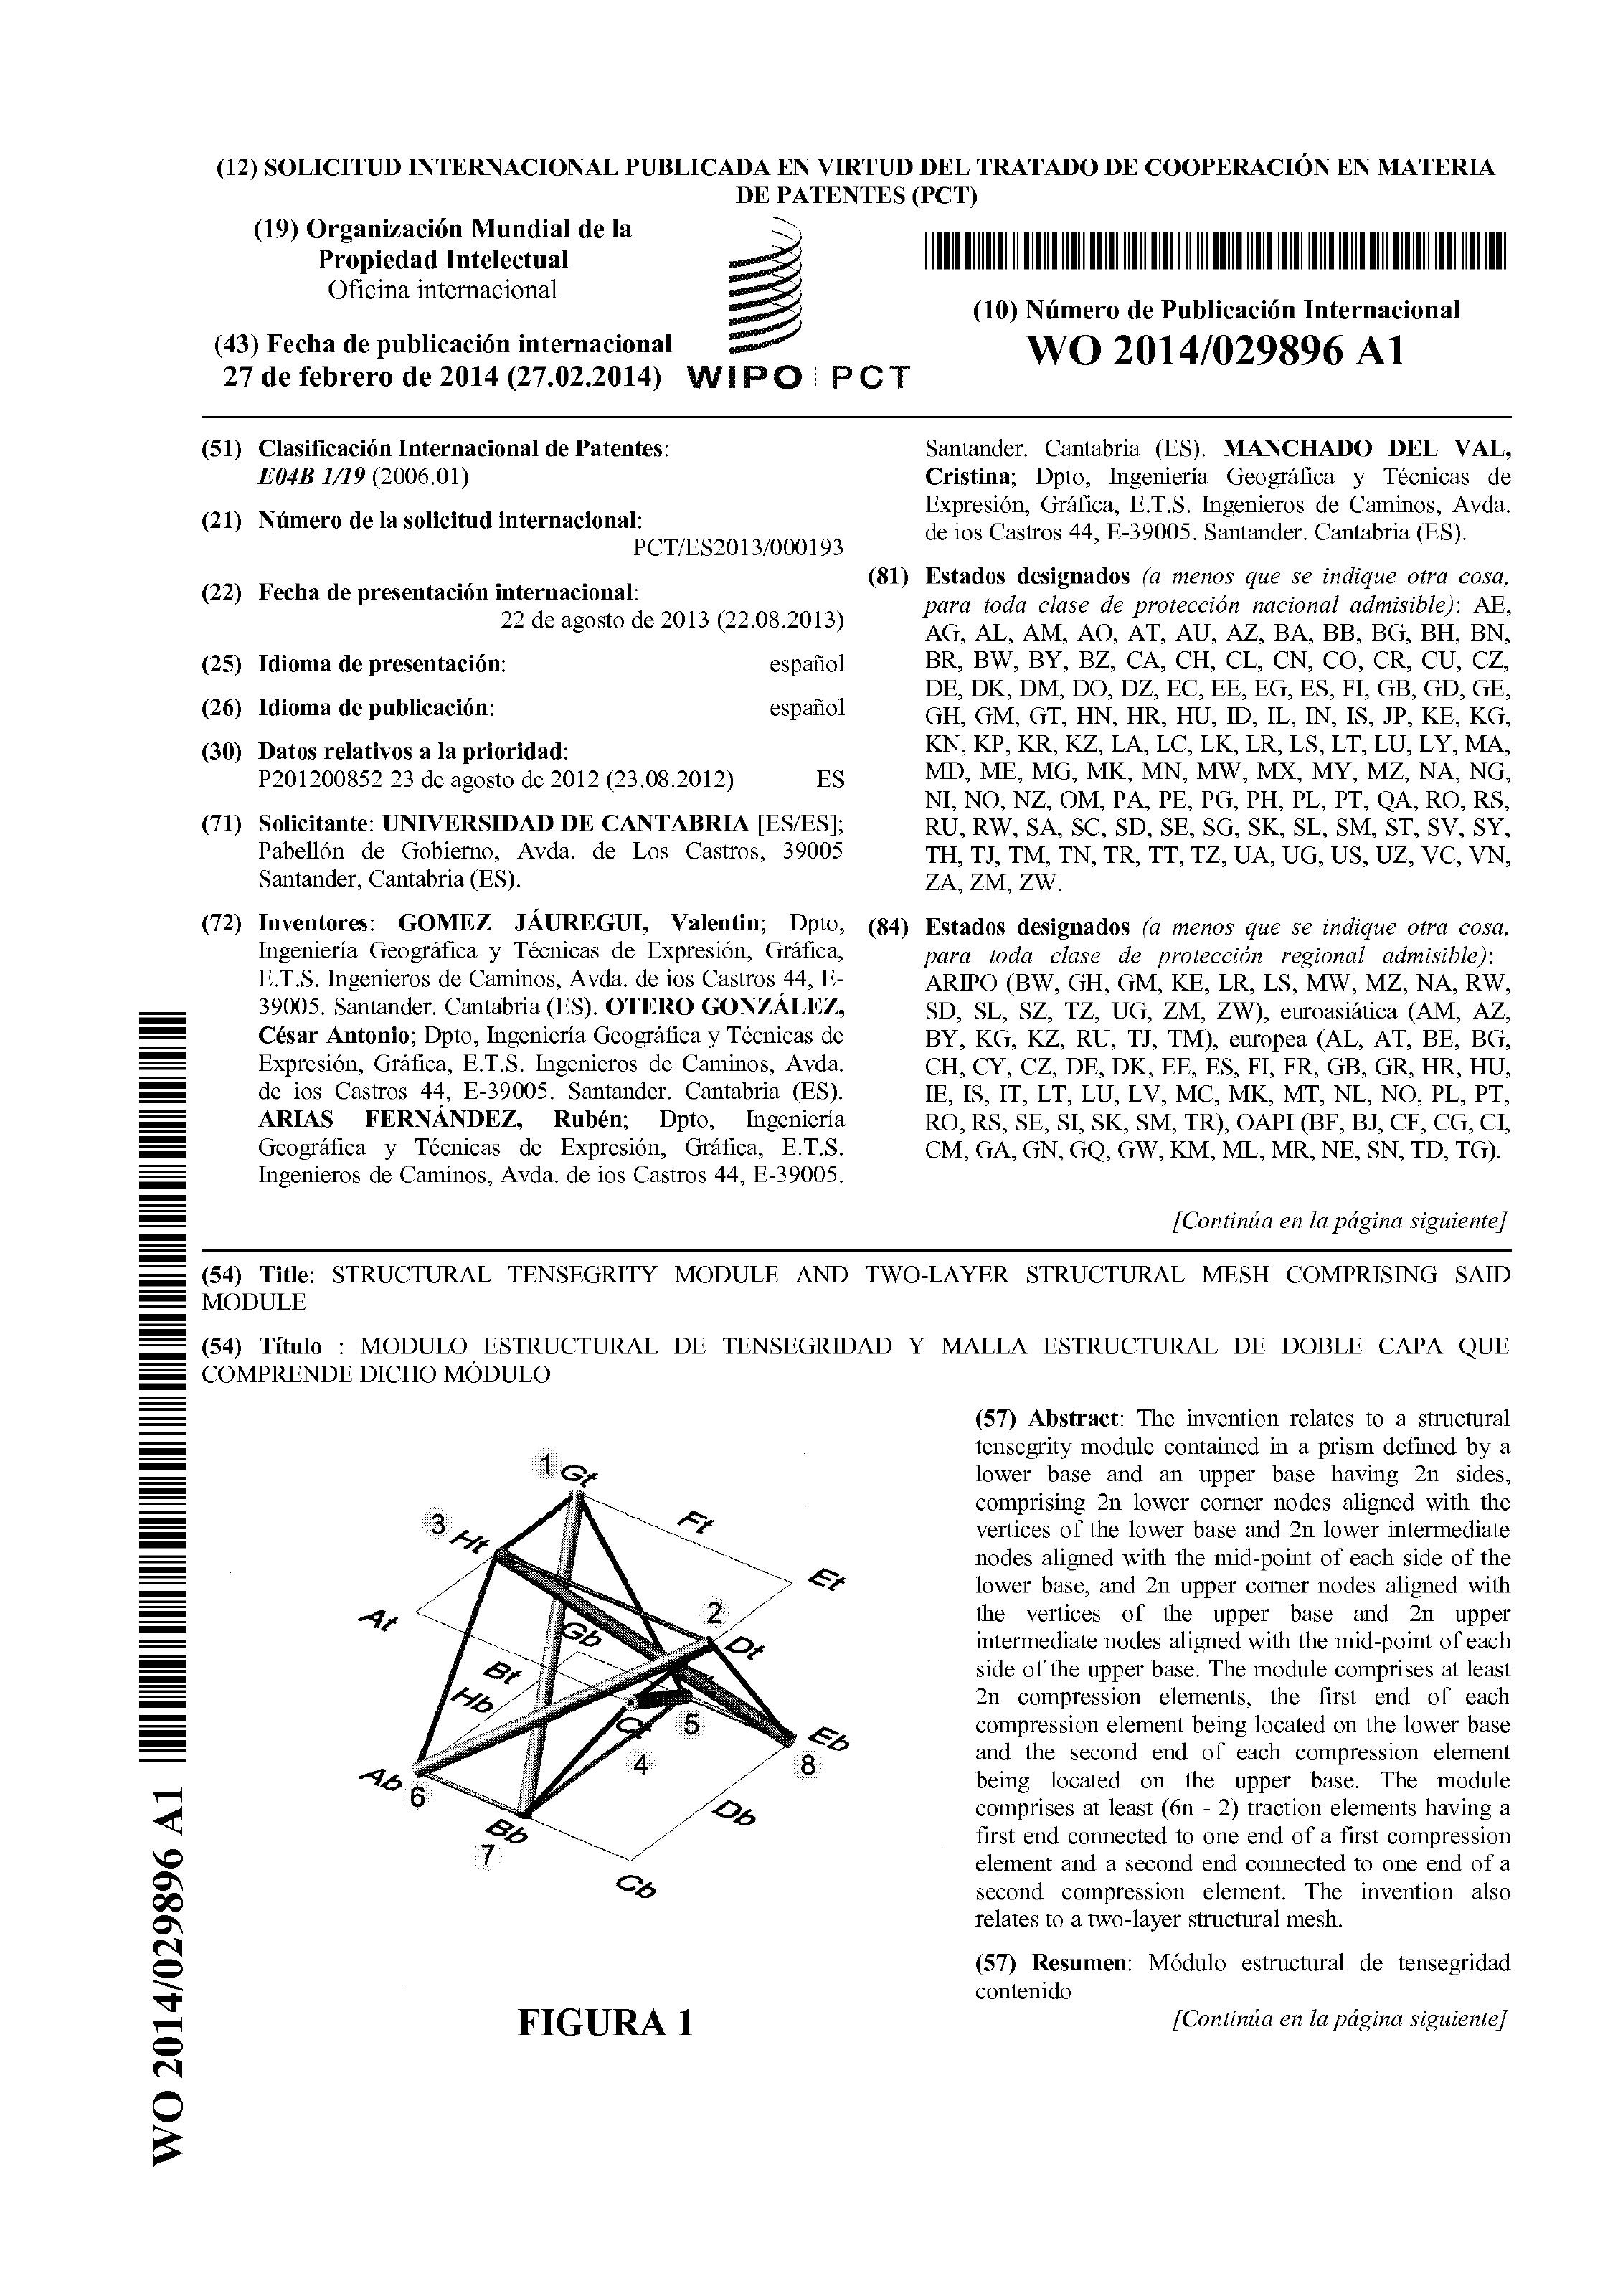 (12) SOLICITUD INTERNACIONAL PUBLICADA EN VIRTUD DEL TRATADO DE COOPERACIÓN EN MATERIA
DE PATENTES (PCT)
(19) Organización Mundial de la
Propiedad Intelectual
Oficina internacional
(43) Fecha de publicación internacional
27 de febrero de 2014 (27.02.2014)
WIPO | PCT
(10) Número de Publicación Internacional
WO 2014/029896 A1
(51) Clasificación Internacional de Patentes:
E04B 1/19 (2006.01)
(21) Número de la solicitud internacional:
PCT/ES2013/000193
(22) Fecha de presentación internacional:
22 de agosto de 2013 (22.08.2013)
(25) Idioma de presentación: español
(26) Idioma de publicación: español
(30) Datos relativos a la prioridad:
P201200852 23 de agosto de 2012 (23.08.2012) ES
(71) Solicitante: UNIVERSIDAD DE CANTABRIA [ES/ES];
Pabellón de Gobierno, Avda. de Los Castros, 39005
Santander, Cantabria (ES).
(72) Inventores: GOMEZ JÁUREGUI, Valentin; Dpto,
Ingeniería Geográfica y Técnicas de Expresión, Gráfica,
E.T.S. Ingenieros de Caminos, Avda. de ios Castros 44, E-
39005. Santander. Cantabria (ES). OTERO GONZÁLEZ,
César Antonio; Dpto, Ingeniería Geográfica y Técnicas de
Expresión, Gráfica, E.T.S. Ingenieros de Caminos, Avda.
de ios Castros 44, E-39005. Santander. Cantabria (ES).
ARIAS FERNÁNDEZ, Rubén; Dpto, Ingeniería
Geográfica y Técnicas de Expresión, Gráfica, E.T.S.
Ingenieros de Caminos, Avda. de ios Castros 44, E-39005.
Santander. Cantabria (ES). MANCHADO DEL VAL,
Cristina; Dpto, Ingeniería Geográfica y Técnicas de
Expresión, Gráfica, E.T.S. Ingenieros de Caminos, Avda.
de ios Castros 44, E-39005. Santander. Cantabria (ES).
(81) Estados designados (a menos que se indique otra cosa,
para toda clase de protección nacional admisible): AE,
AG, AL, AM, AO, AT, AU, AZ, BA, BB, BG, BH, BN,
BR, BW, BY, BZ, CA, CH, CL, CN, CO, CR, CU, CZ,
DE, DK, DM, DO, DZ, EC, EE, EG, ES, FI, GB, GD, GE,
GH, GM, GT, HN, HR, HU, ID, IL, IN, IS, JP, KE, KG,
KN, KP, KR, KZ, LA, LC, LK, LR, LS, LT, LU, LY, MA,
MD, ME, MG, MK, MN, MW, MX, MY, MZ, NA, NG,
NI, NO, NZ, OM, PA, PE, PG, PH, PL, PT, QA, RO, RS,
RU, RW, SA, SC, SD, SE, SG, SK, SL, SM, ST, SV, SY,
TH, TJ, TM, TN, TR, TT, TZ, UA, UG, US, UZ, VC, VN,
ZA, ZM, ZW.
(84) Estados designados (a menos que se indique otra cosa,
para toda clase de protección regional admisible):
ARIPO (BW, GH, GM, KE, LR, LS, MW, MZ, NA, RW,
SD, SL, SZ, TZ, UG, ZM, ZW), euroasiática (AM, AZ,
BY, KG, KZ, RU, TJ, TM), europea (AL, AT, BE, BG,
CH, CY, CZ, DE, DK, EE, ES, FI, FR, GB, GR, HR, HU,
IE, IS, IT, LT, LU, LV, MC, MK, MT, NL, NO, PL, PT,
RO, RS, SE, SI, SK, SM, TR), OAPI (BF, BJ, CF, CG, CI,
CM, GA, GN, GQ, GW, KM, ML, MR, NE, SN, TD, TG).
[Continúa en la página siguiente]
(54) Title: STRUCTURAL TENSEGRITY MODULE AND TWO-LAYER STRUCTURAL MESH COMPRISING SAID
MODULE
(54) Título : MODULO ESTRUCTURAL DE TENSEGRIDAD Y MALLA ESTRUCTURAL DE DOBLE CAPA QUE
COMPRENDE DICHO MÓDULO
1 Gt
3 Ht
Ft
Et
At
2
Dt
Gb
Bt
Hb
Ct
5
4
Eb
8
Ab
6
Bb
7
Db
Cb
FIGURA 1
(57) Abstract: The invention relates to a structural
tensegrity module contained in a prism defined by a
lower base and an upper base having 2n sides,
comprising 2n lower corner nodes aligned with the
vertices of the lower base and 2n lower intermediate
nodes aligned with the mid-point of each side of the
lower base, and 2n upper corner nodes aligned with
the vertices of the upper base and 2n upper
intermediate nodes aligned with the mid-point of each
side of the upper base. The module comprises at least
2n compression elements, the first end of each
compression element being located on the lower base
and the second end of each compression element
being located on the upper base. The module
comprises at least (6n - 2) traction elements having a
first end connected to one end of a first compression
element and a second end connected to one end of a
second compression element. The invention also
relates to a two-layer structural mesh.
(57) Resumen: Módulo estructural de tensegridad
contenido
[Continúa en la página siguiente]
WO 2014/029896 A1